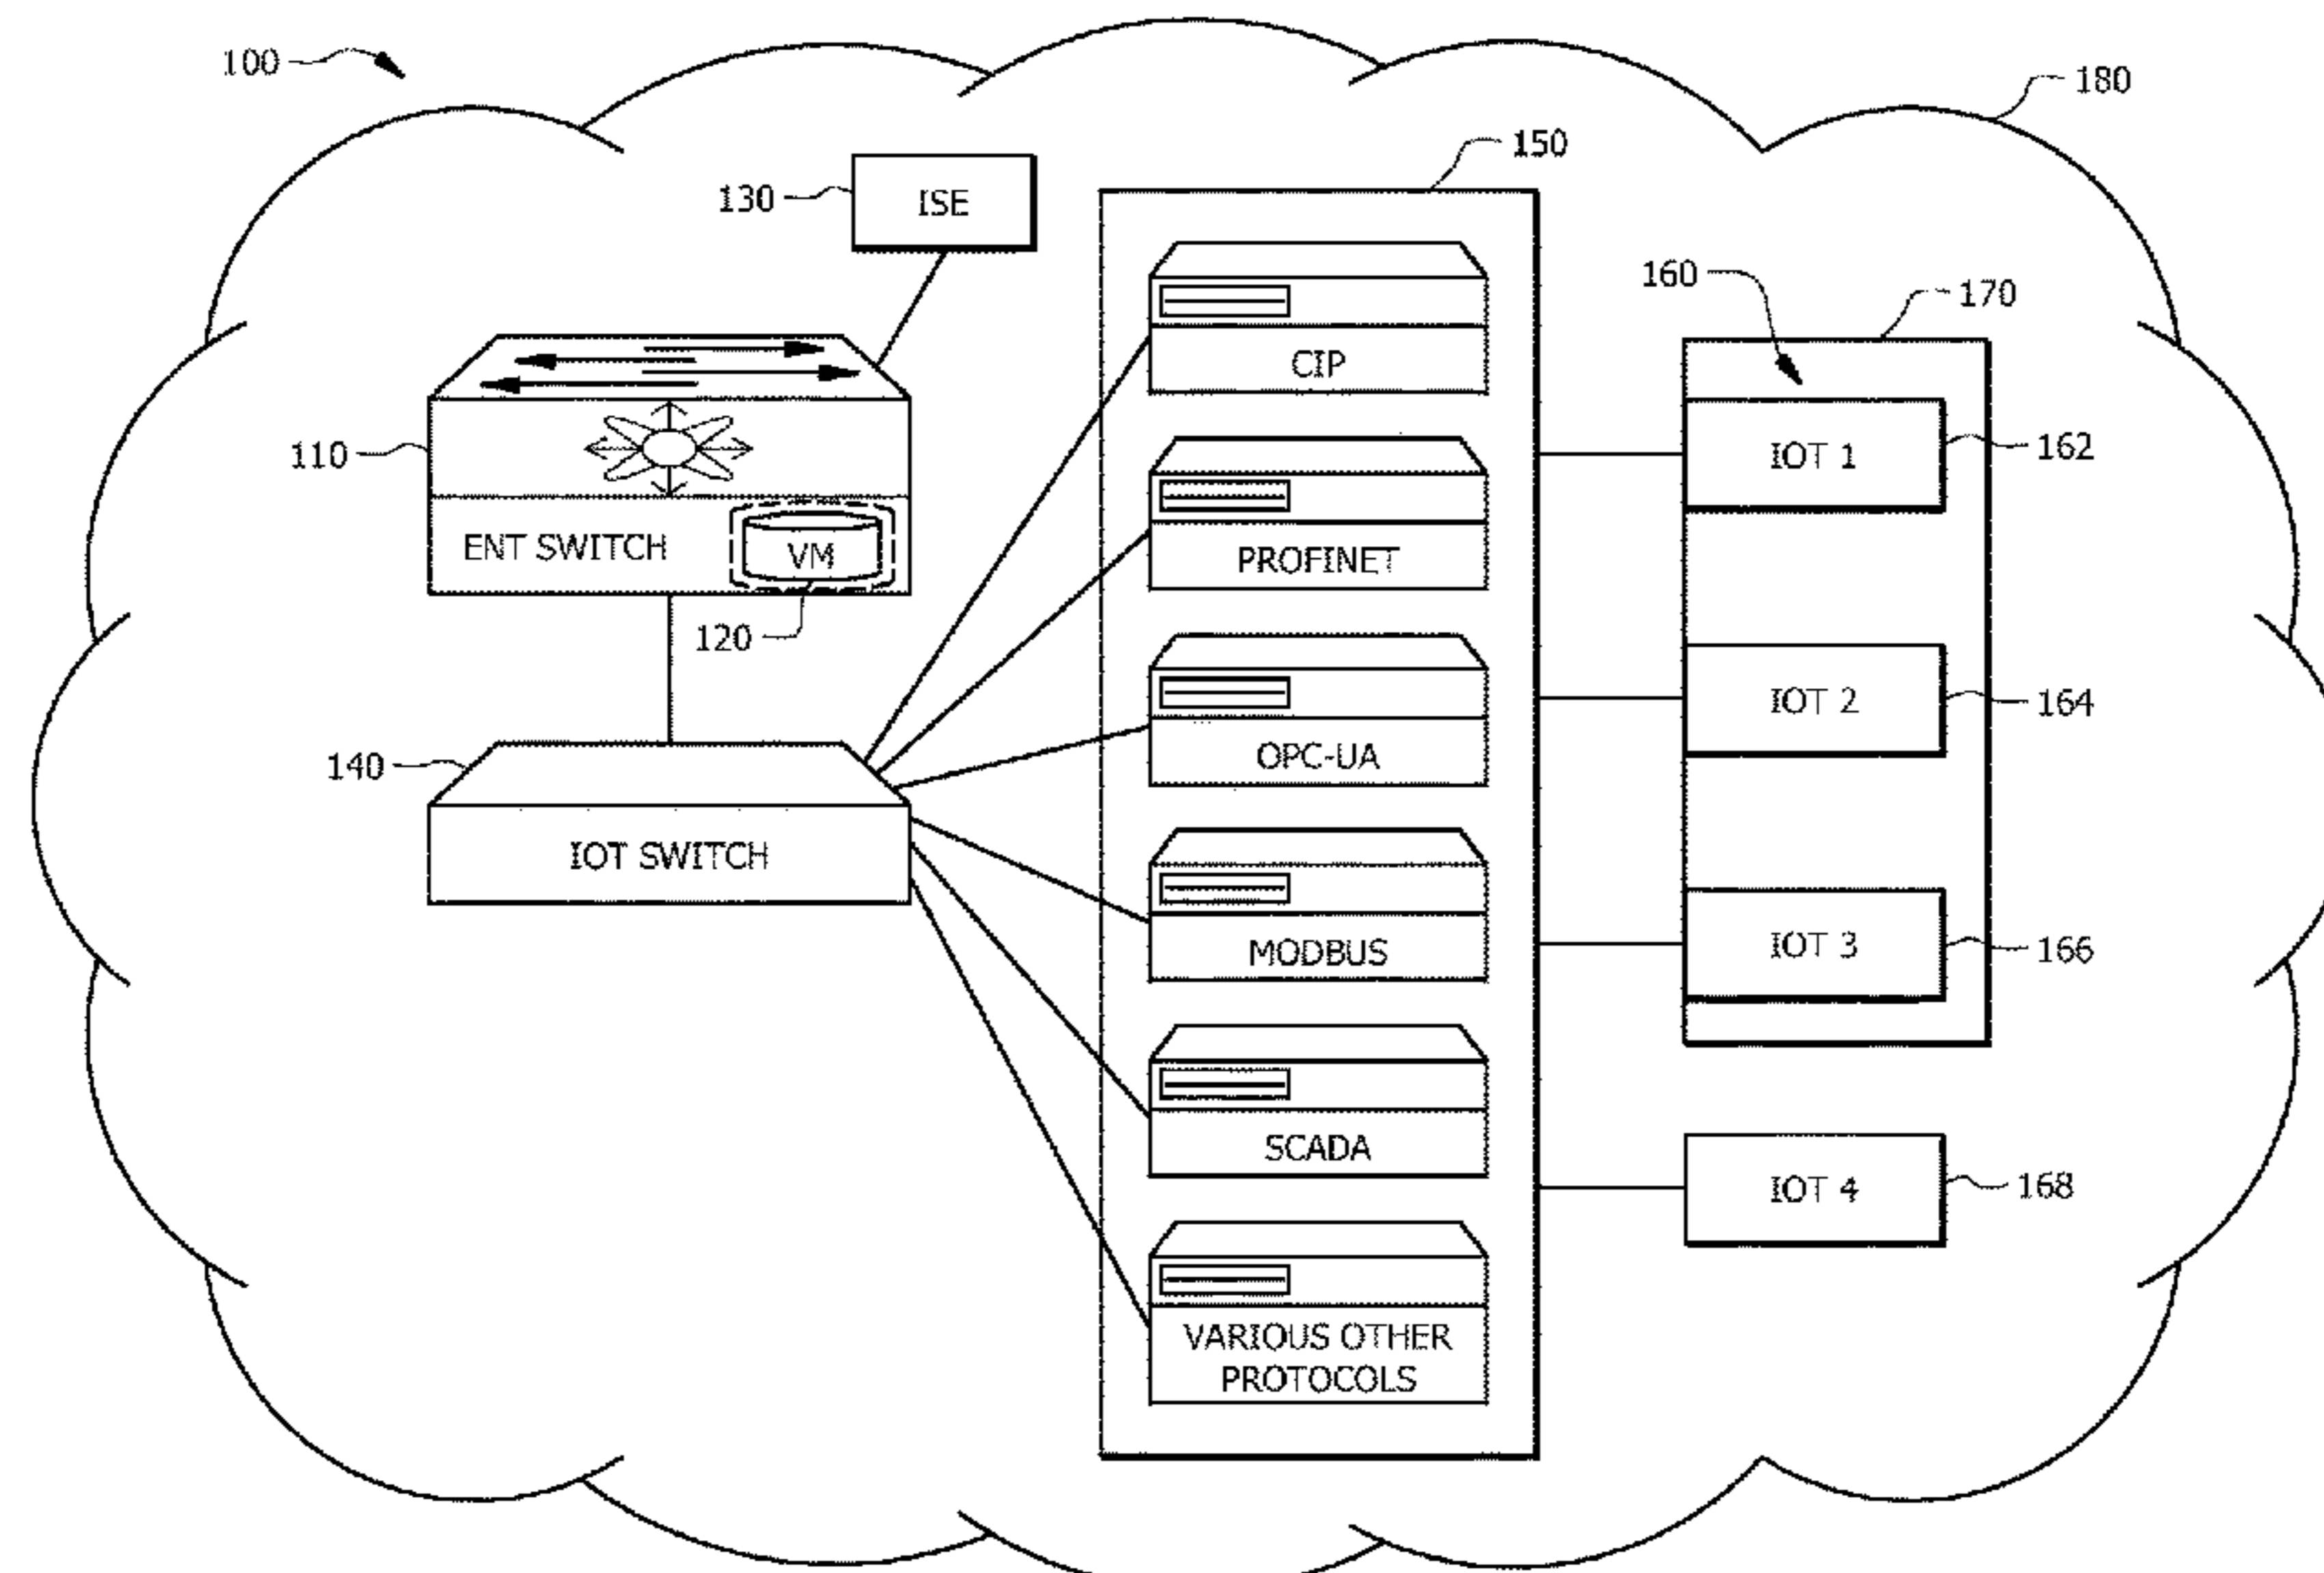 100
180
150
130
ISE
160
170
CIP
110
IOT 1
162
ENT SWITCH
VM
PROFINET
120
IOT 2
164
140
OPC-UA
IOT SWITCH
MODBUS
IOT 3
166
SCADA
IOT 4
168
VARIOUS OTHER
PROTOCOLS